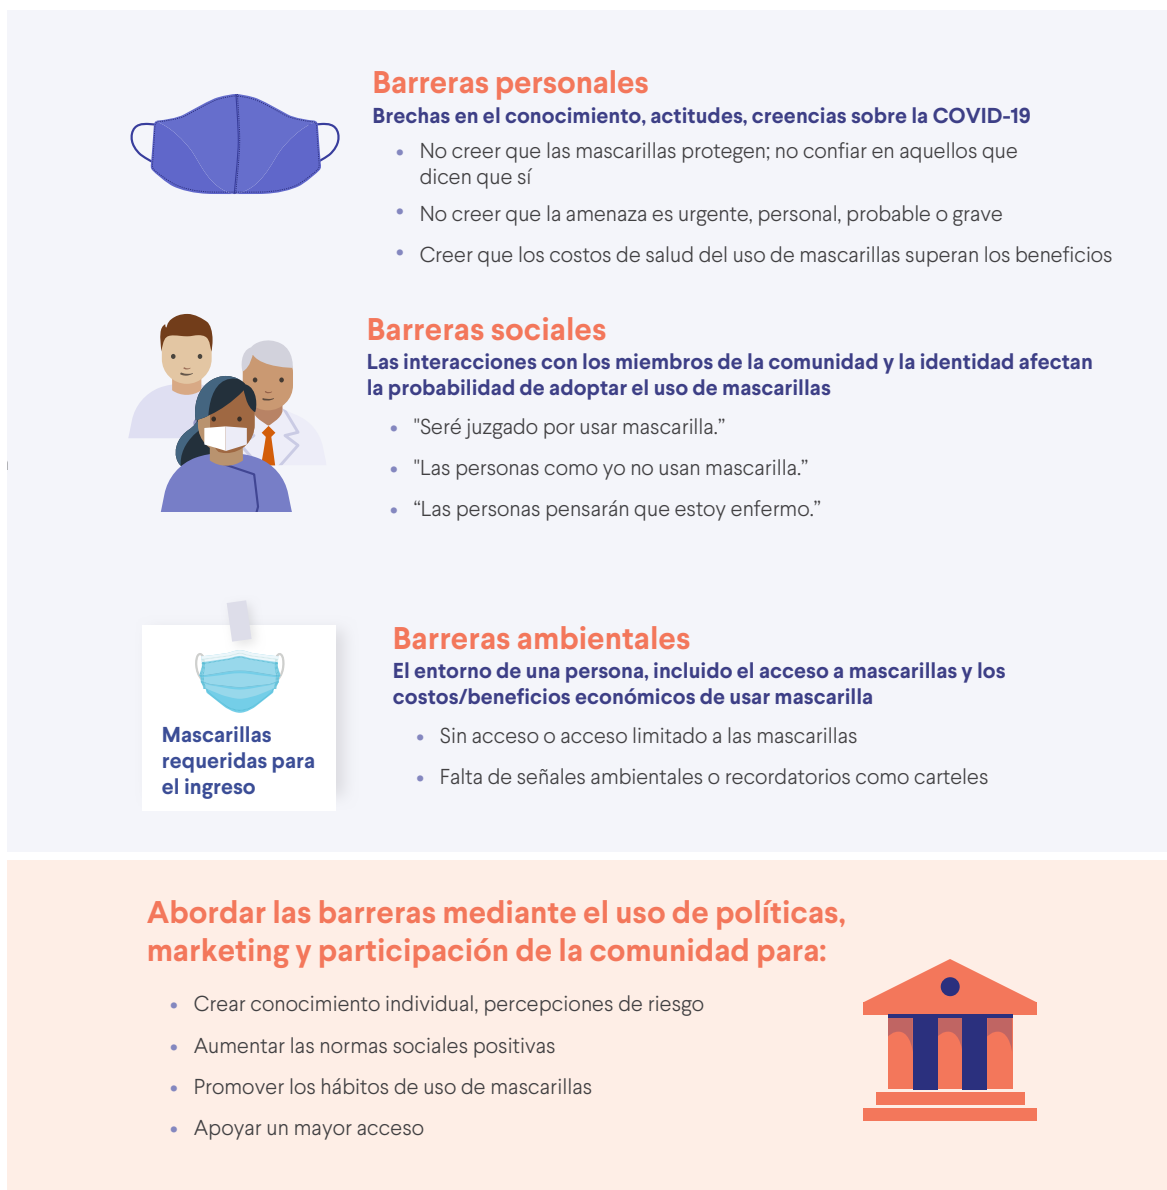 Barreras personales
Brechas en el conocimiento, actitudes, creencias sobre la COVID-19
• No creer que las mascarillas protegen; no confiar en aquellos que
dicen que sí
• No creer que la amenaza es urgente, personal, probable o grave
• Creer que los costos de salud del uso de mascarillas superan los beneficios
Barreras sociales
Las interacciones con los miembros de la comunidad y la identidad afectan
la probabilidad de adoptar el uso de mascarillas
• "Seré juzgado por usar mascarilla.”
• "Las personas como yo no usan mascarilla.”
• “Las personas pensarán que estoy enfermo.”
Mascarillas
requeridas para
el ingreso
Barreras ambientales
El entorno de una persona, incluido el acceso a mascarillas y los
costos/beneficios económicos de usar mascarilla
• Sin acceso o acceso limitado a las mascarillas
• Falta de señales ambientales o recordatorios como carteles
Abordar las barreras mediante el uso de políticas,
marketing y participación de la comunidad para:
• Crear conocimiento individual, percepciones de riesgo
• Aumentar las normas sociales positivas
• Promover los hábitos de uso de mascarillas
• Apoyar un mayor acceso